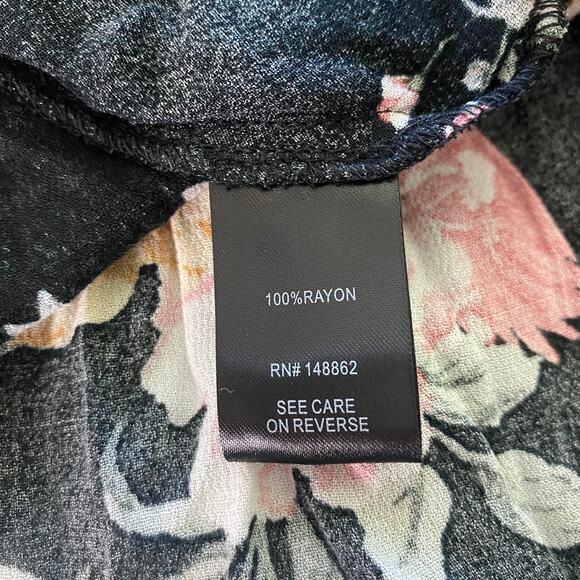 100%RAYON
RN# 148862
SEE CARE
ON REVERSE